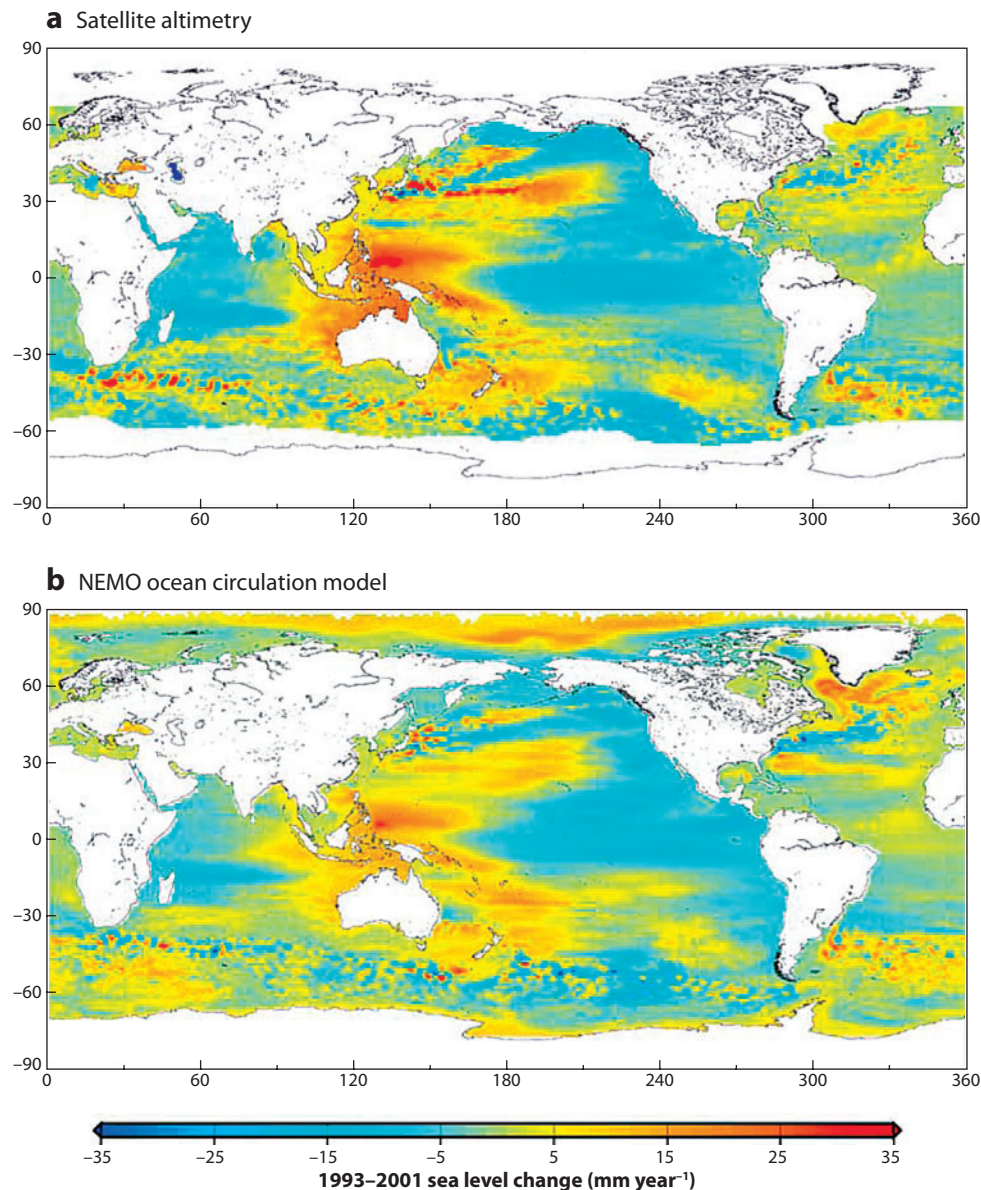 a Satellite altimetry
90
60
30
0
–30
–60
–90
0 60 120 180 240 300 360
b NEMO ocean circulation model
90
60
30
0
–30
–60
–90
0 60 120 180 240 300 360
–35 –25 –15 –5 5 15 25 35
1993–2001 sea level change (mm year⁻¹)